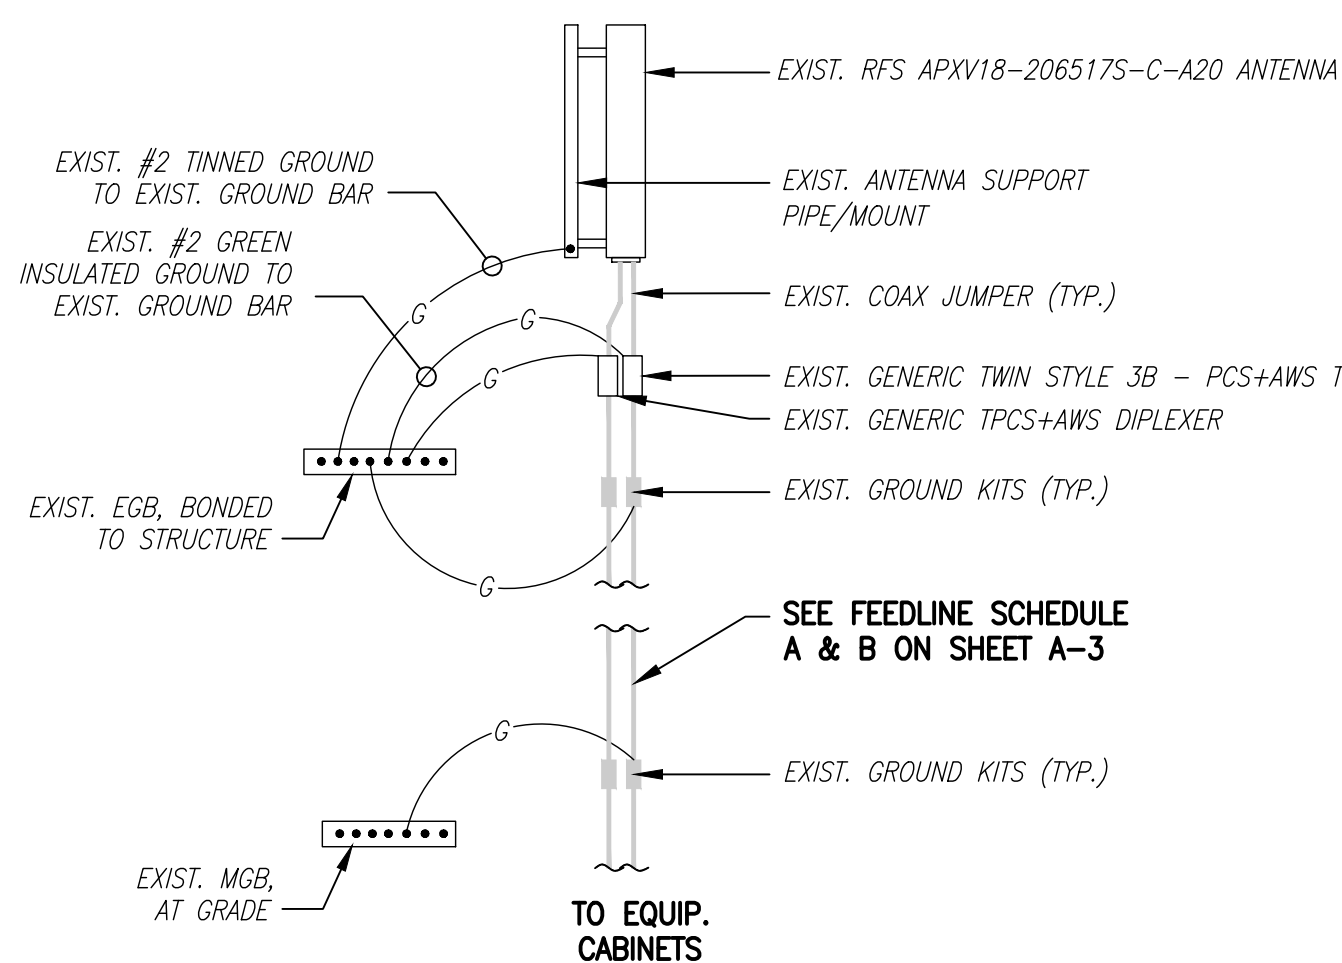 EXIST. RFS APXV18-206517S-C-A20 ANTENNA
EXIST. #2 TINNED GROUND
TO EXIST. GROUND BAR
EXIST. ANTENNA SUPPORT
PIPE/MOUNT
EXIST. #2 GREEN
INSULATED GROUND TO
EXIST. GROUND BAR
EXIST. COAX JUMPER (TYP.)
G
G
G
EXIST. GENERIC TWIN STYLE 3B - PCS+AWS T
EXIST. GENERIC TPCS+AWS DIPLEXER
EXIST. GROUND KITS (TYP.)
EXIST. EGB, BONDED
TO STRUCTURE
G
SEE FEEDLINE SCHEDULE
A & B ON SHEET A-3
G
EXIST. GROUND KITS (TYP.)
EXIST. MGB,
AT GRADE
TO EQUIP.
CABINETS